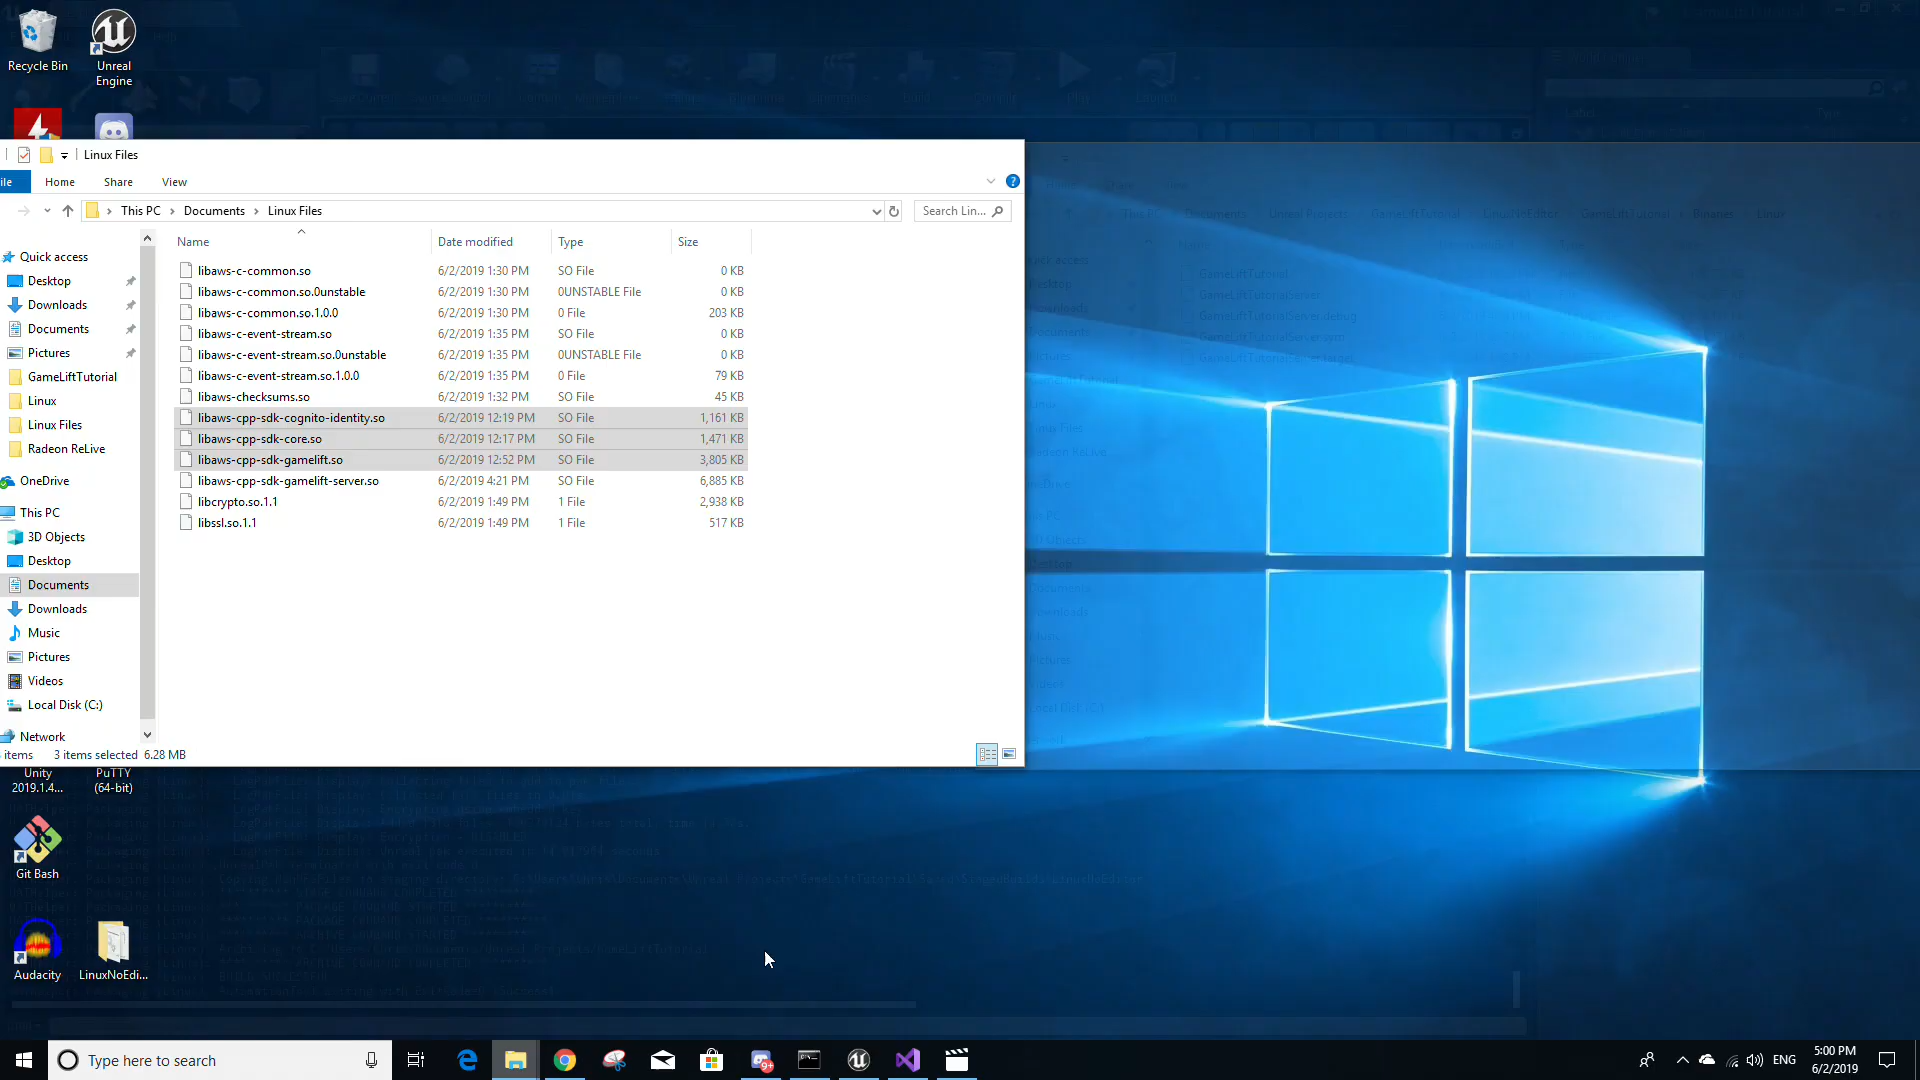 Recycle Bin
Unreal
Engine
Linux Files
ile
Home
Share
View
This PC
Documents
Linux Files
Search Lin...
Name
Date modified
Type
Size
libaws-c-common.so 6/2/2019 1:30 PM SO File 0 KB
libaws-c-common.so.0unstable 6/2/2019 1:30 PM 0UNSTABLE File 0 KB
libaws-c-common.so.1.0.0 6/2/2019 1:30 PM 0 File 203 KB
libaws-c-event-stream.so 6/2/2019 1:35 PM SO File 0 KB
libaws-c-event-stream.so.0unstable 6/2/2019 1:35 PM 0UNSTABLE File 0 KB
libaws-c-event-stream.so.1.0.0 6/2/2019 1:35 PM 0 File 79 KB
libaws-checksums.so 6/2/2019 1:32 PM SO File 45 KB
libaws-cpp-sdk-cognito-identity.so 6/2/2019 12:19 PM SO File 1,161 KB
libaws-cpp-sdk-core.so 6/2/2019 12:17 PM SO File 1,471 KB
libaws-cpp-sdk-gamelift.so 6/2/2019 12:52 PM SO File 3,805 KB
libaws-cpp-sdk-gamelift-server.so 6/2/2019 4:21 PM SO File 6,885 KB
libcrypto.so.1.1 6/2/2019 1:49 PM 1 File 2,938 KB
libssl.so.1.1 6/2/2019 1:49 PM 1 File 517 KB
Quick access
Desktop
Downloads
Documents
Pictures
GameLiftTutorial
Linux
Linux Files
Radeon ReLive
OneDrive
This PC
3D Objects
Desktop
Documents
Downloads
Music
Pictures
Videos
Local Disk (C:)
Network
items 3 items selected 6.28 MB
Unity
2019.1.4...
PuTTY
(64-bit)
Git Bash
Audacity
LinuxNoEdi...
Type here to search
9+
ENG
5:00 PM
6/2/2019